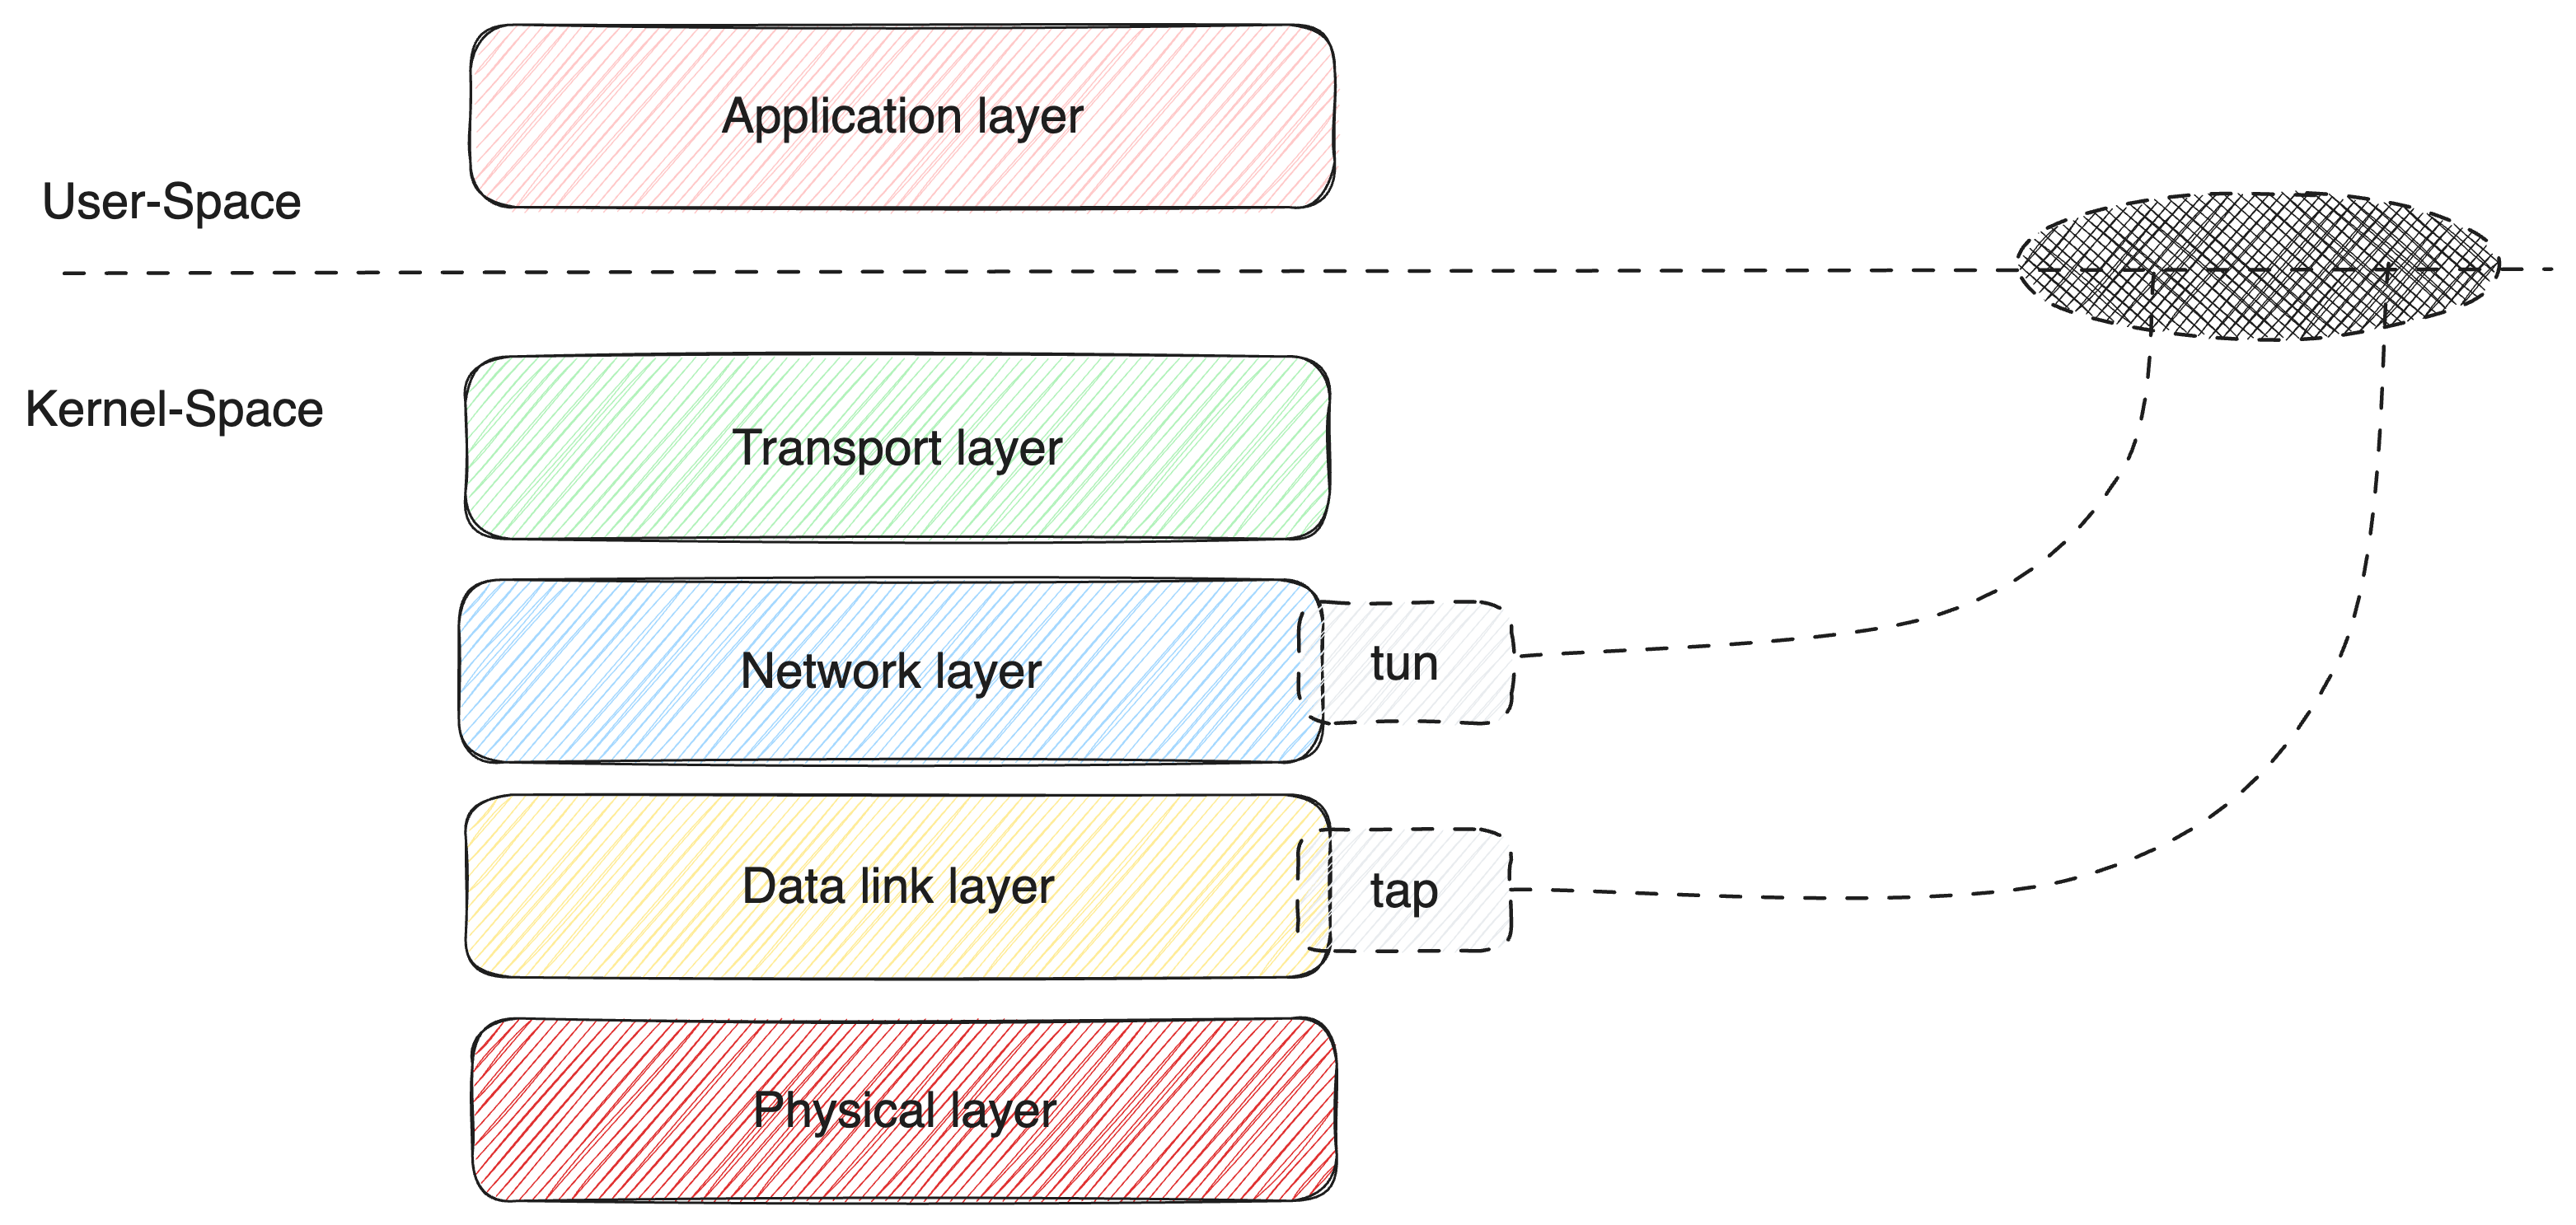 Application layer
User-Space
Kernel-Space
Transport layer
Network layer
tun
Data link layer
tap
Physical layer